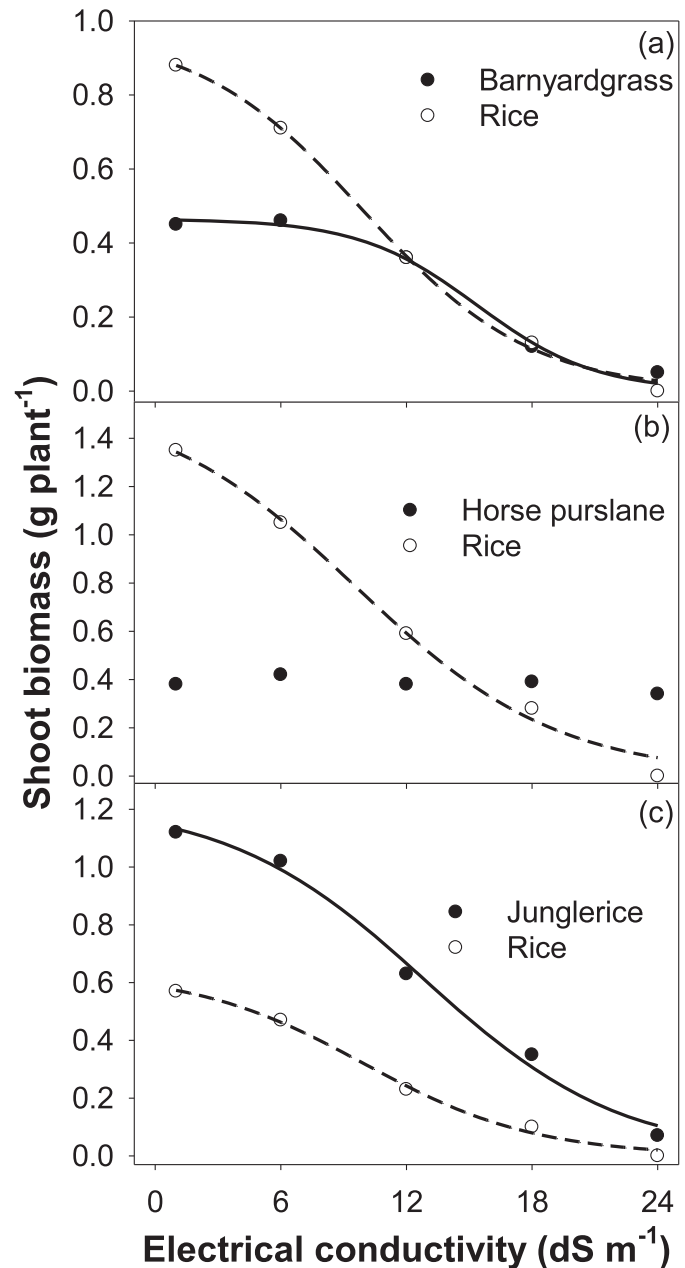 1.0
(a)
Barnyardgrass
0.8
Rice
0.6
0.4
0.2
0.0
(b)
1.4
1.2
Horse purslane
1.0
Rice
0.8
0.6
0.4
0.2
0.0
Shoot biomass (g plant⁻¹)
1.2
(c)
1.0
Junglerice
Rice
0.8
0.6
0.4
0.2
0.0
0 6 12 18 24
Electrical conductivity (dS m⁻¹)